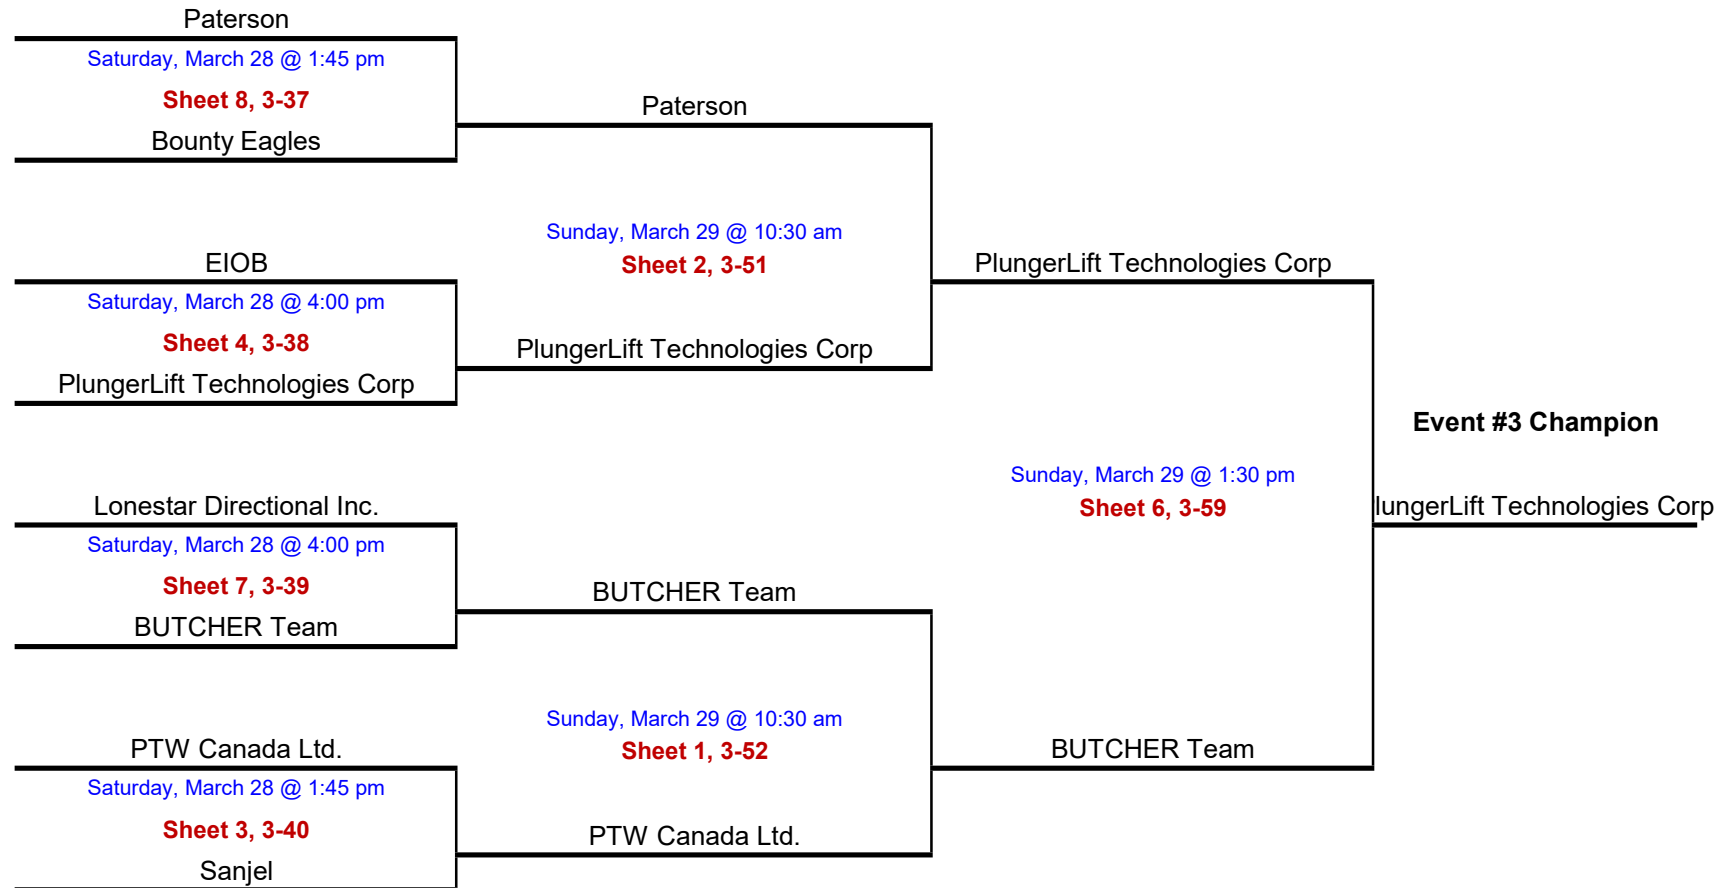 Paterson
Saturday, March 28 @ 1:45 pm
Sheet 8, 3-37
Bounty Eagles
Paterson
Sunday, March 29 @ 10:30 am
Sheet 2, 3-51
EIOB
Saturday, March 28 @ 4:00 pm
Sheet 4, 3-38
PlungerLift Technologies Corp
PlungerLift Technologies Corp
PlungerLift Technologies Corp
Lonestar Directional Inc.
Saturday, March 28 @ 4:00 pm
Sheet 7, 3-39
BUTCHER Team
BUTCHER Team
Sunday, March 29 @ 10:30 am
Sheet 1, 3-52
PTW Canada Ltd.
Saturday, March 28 @ 1:45 pm
Sheet 3, 3-40
Sanjel
PTW Canada Ltd.
BUTCHER Team
Sunday, March 29 @ 1:30 pm
Sheet 6, 3-59
Event #3 Champion
lungerLift Technologies Corp